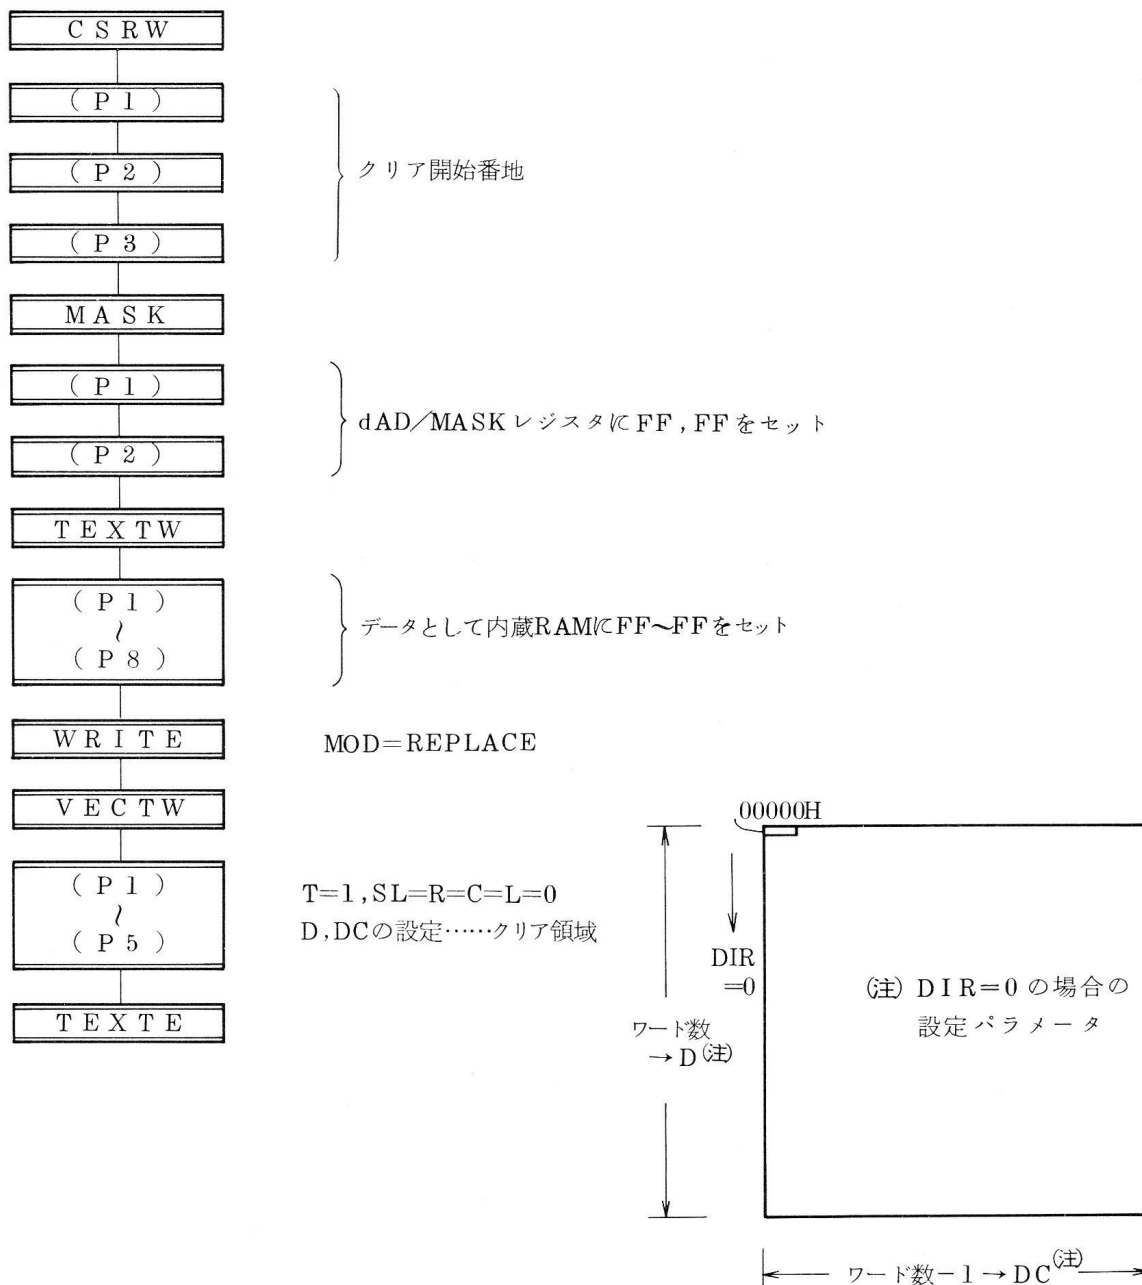 CSRW
(P1)
(P2)
(P3)
クリア開始番地
MASK
(P1)
(P2)
dAD/MASKレジスタにFF,FFをセット
TEXTW
(P1)
〜
(P8)
データとして内蔵RAMにFF〜FFをセット
WRITE
MOD=REPLACE
VECTW
(P1)
〜
(P5)
T=1,SL=R=C=L=0
D,DCの設定……クリア領域
TEXTE
00000H
DIR
=0
ワード数
→D(注)
(注) DIR=0の場合の
設定パラメータ
ワード数-1→DC(注)